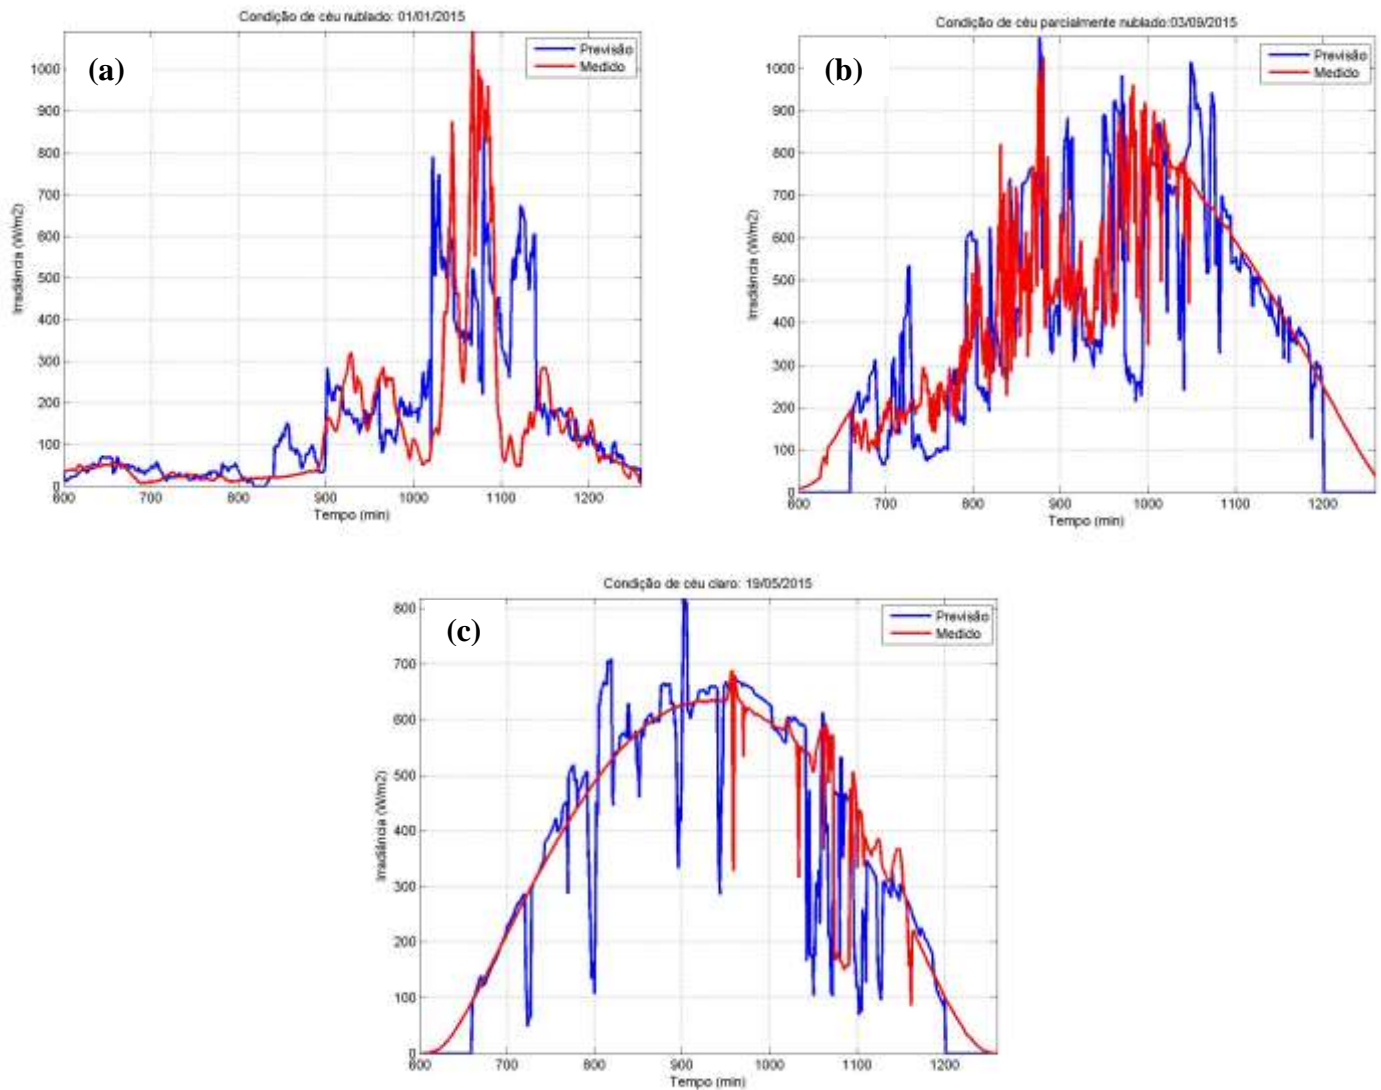 Condição de céu nublado: 01/01/2015
(a)
Previsão
Medido
1000
900
800
700
600
500
400
300
200
100
0
Irradiância (W/m2)
600 700 800 900 1000 1100 1200
Tempo (min)
Condição de céu parcialmente nublado:03/09/2015
(b)
Previsão
Medido
1000
900
800
700
600
500
400
300
200
100
0
Irradiância (W/m2)
600 700 800 900 1000 1100 1200
Tempo (min)
Condição de céu claro: 19/05/2015
(c)
Previsão
Medido
800
700
600
500
400
300
200
100
0
Irradiância (W/m2)
600 700 800 900 1000 1100 1200
Tempo (min)